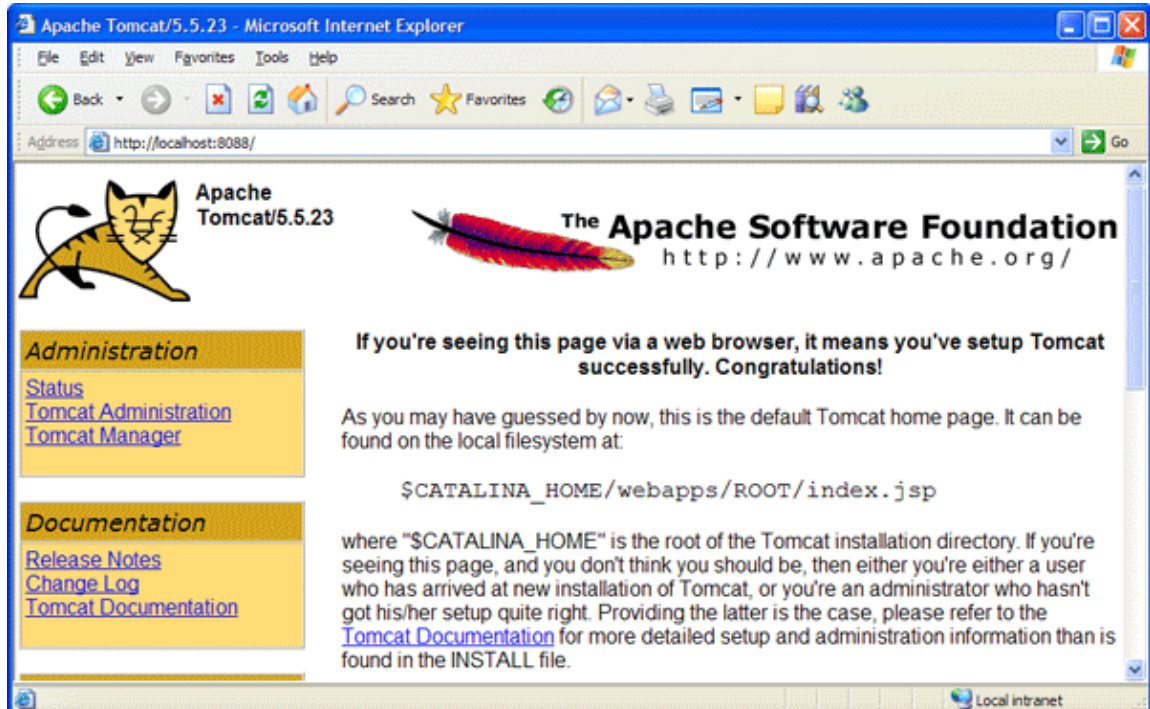 Apache Tomcat/5.5.23 - Microsoft Internet Explorer
File Edit View Favorites Tools Help
Back Search Favorites
Address http://localhost:8088/ Go
Apache
Tomcat/5.5.23
The Apache Software Foundation
http://www.apache.org/
Administration
Status
Tomcat Administration
Tomcat Manager
Documentation
Release Notes
Change Log
Tomcat Documentation
If you're seeing this page via a web browser, it means you've setup Tomcat
successfully. Congratulations!
As you may have guessed by now, this is the default Tomcat home page. It can be
found on the local filesystem at:
$CATALINA_HOME/webapps/ROOT/index.jsp
where "$CATALINA_HOME" is the root of the Tomcat installation directory. If you're
seeing this page, and you don't think you should be, then either you're either a user
who has arrived at new installation of Tomcat, or you're an administrator who hasn't
got his/her setup quite right. Providing the latter is the case, please refer to the
Tomcat Documentation for more detailed setup and administration information than is
found in the INSTALL file.
Local intranet